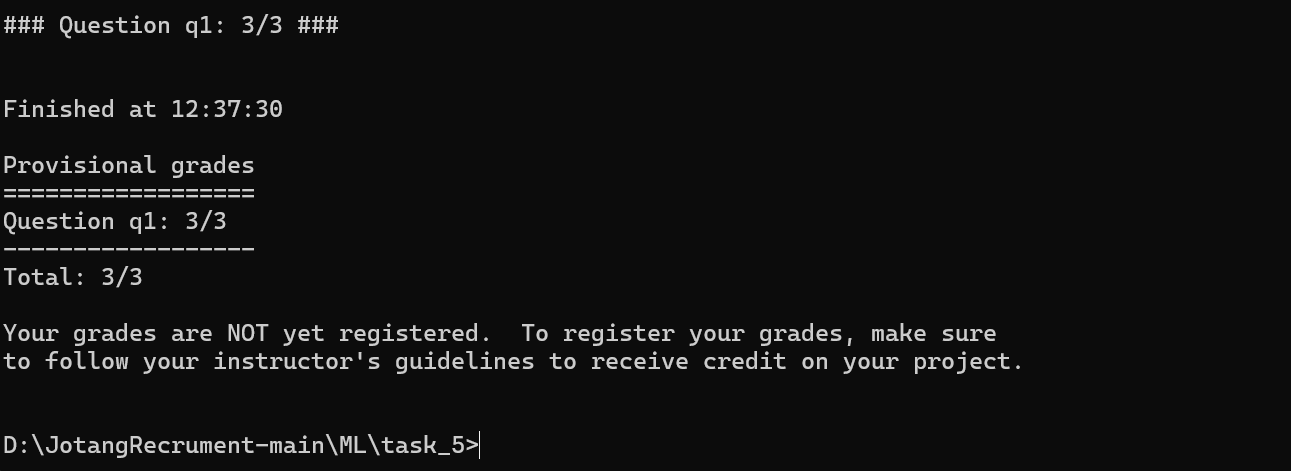 ### Question q1: 3/3 ###
Finished at 12:37:30
Provisional grades
==================
Question q1: 3/3
------------------
Total: 3/3
Your grades are NOT yet registered.  To register your grades, make sure
to follow your instructor's guidelines to receive credit on your project.
D:\JotangRecrument-main\ML\task_5>